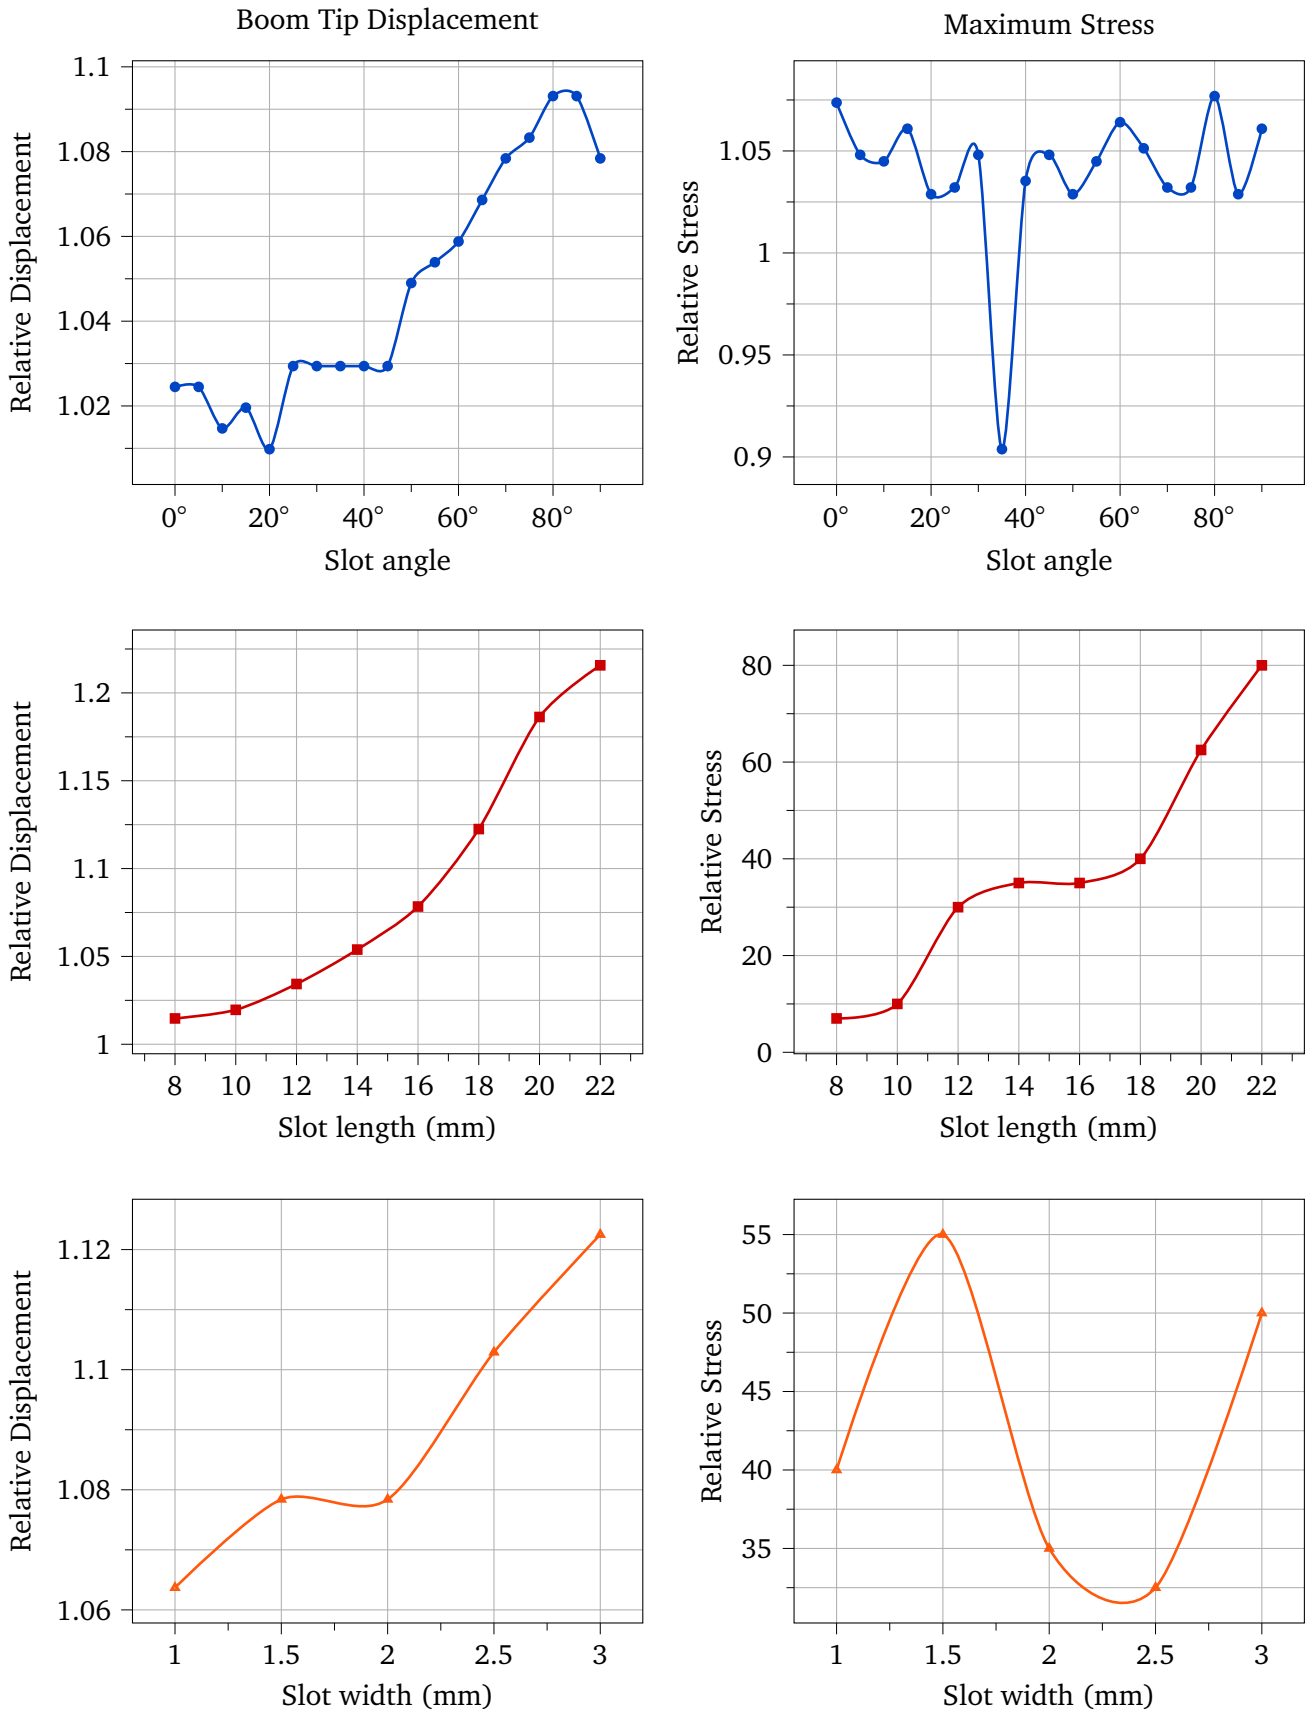 Boom Tip Displacement
Maximum Stress
Relative Displacement
1.1
1.08
1.06
1.04
1.02
0° 20° 40° 60° 80°
Slot angle
Relative Stress
1.05
1
0.95
0.9
0° 20° 40° 60° 80°
Slot angle
Relative Displacement
1.2
1.15
1.1
1.05
1
8 10 12 14 16 18 20 22
Slot length (mm)
Relative Stress
80
60
40
20
0
8 10 12 14 16 18 20 22
Slot length (mm)
Relative Displacement
1.12
1.1
1.08
1.06
1 1.5 2 2.5 3
Slot width (mm)
Relative Stress
55
50
45
40
35
1 1.5 2 2.5 3
Slot width (mm)